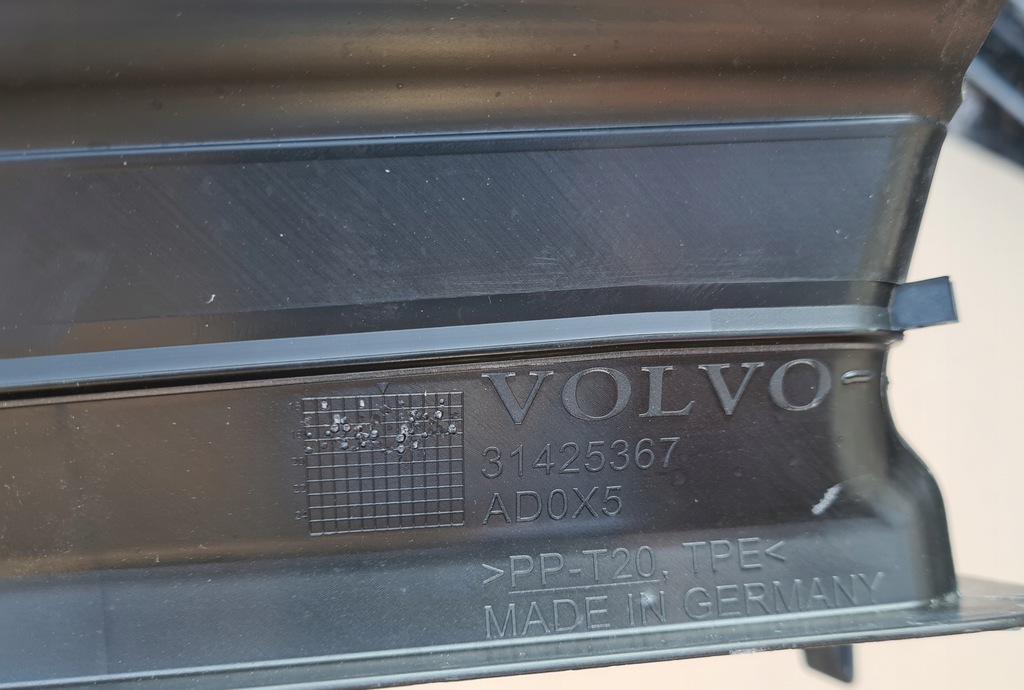 VOLVO
31425367
AD0X5
>PP-T20, TPE<
MADE IN GERMANY